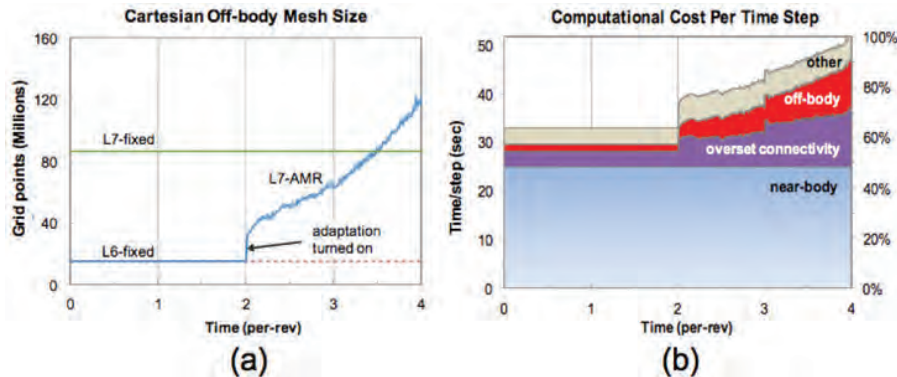 Cartesian Off-body Mesh Size
Grid points (Millions)
160
120
80
40
0
L7-fixed
L7-AMR
L6-fixed
adaptation
turned on
0 1 2 3 4
Time (per-rev)
(a)
Computational Cost Per Time Step
Time/step (sec)
50
40
30
20
10
0
other
off-body
overset connectivity
near-body
100%
80%
60%
40%
20%
0%
0 1 2 3 4
Time (per-rev)
(b)